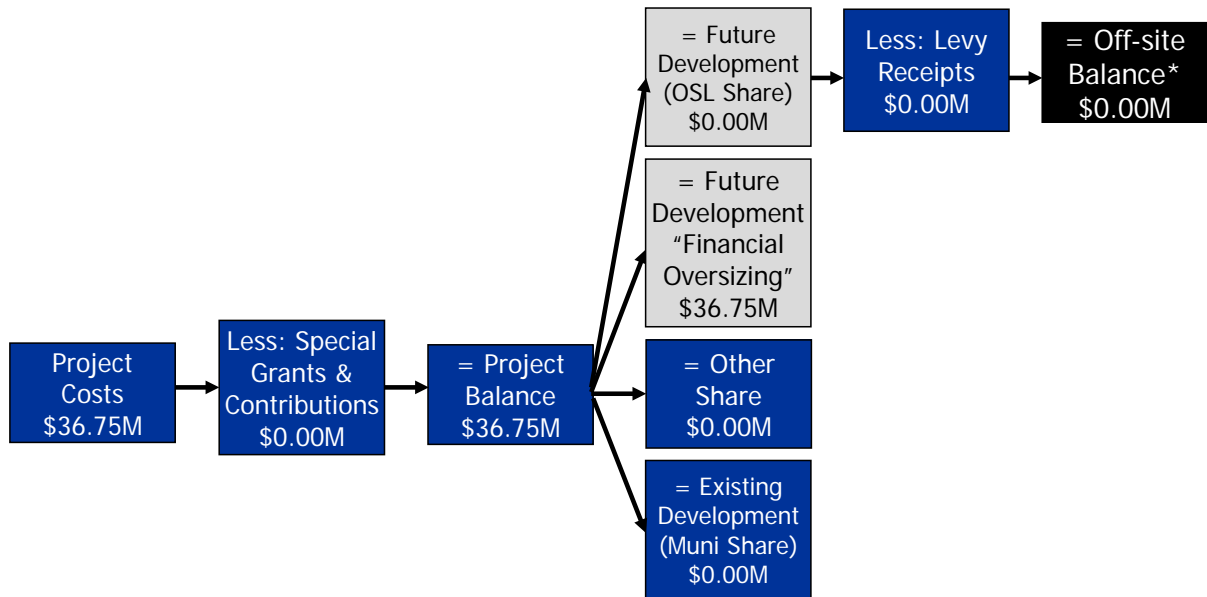 Project
Costs
$36.75M
Less: Special
Grants &
Contributions
$0.00M
= Project
Balance
$36.75M
= Future
Development
(OSL Share)
$0.00M
Less: Levy
Receipts
$0.00M
= Off-site
Balance*
$0.00M
= Future
Development
“Financial
Oversizing”
$36.75M
= Other
Share
$0.00M
= Existing
Development
(Muni Share)
$0.00M